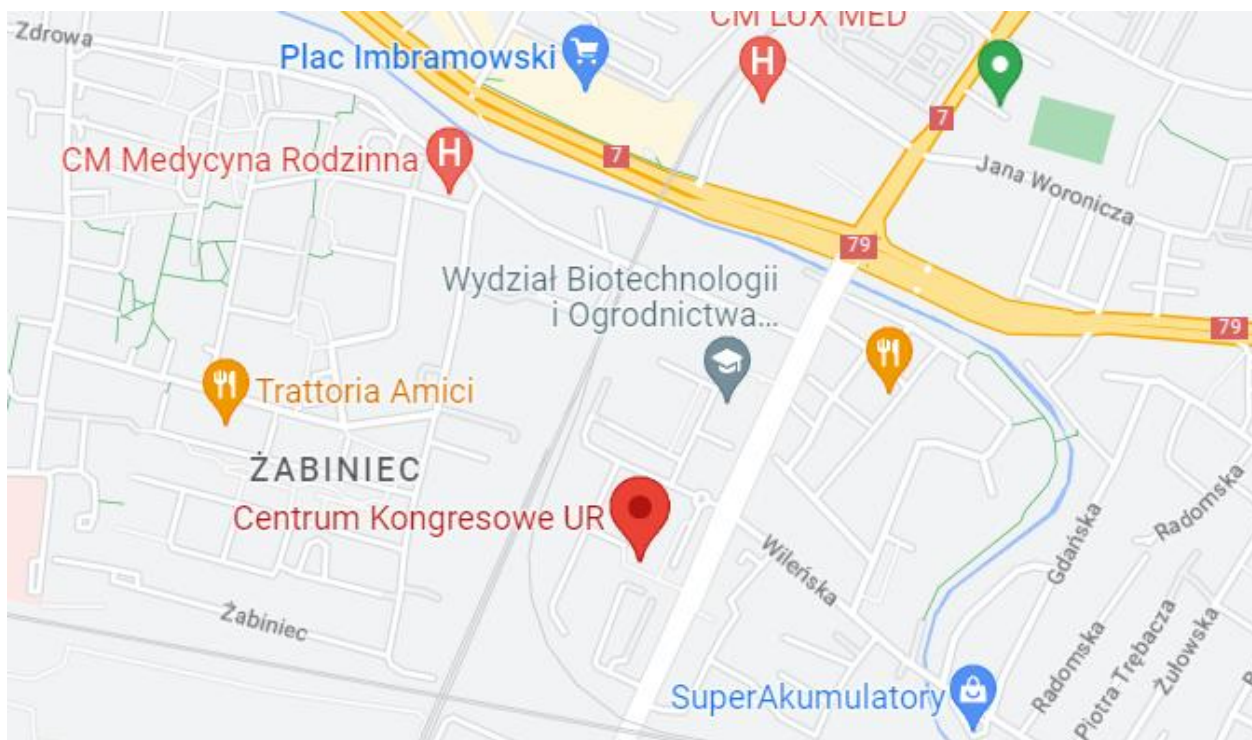 CM LUX MED
Zdrowa
Plac Imbramowski
7
7
CM Medycyna Rodzinna
Jana Woronicza
79
Wydział Biotechnologii
i Ogrodnictwa...
79
Trattoria Amici
ŻABINIEC
Centrum Kongresowe UR
Radomska
Gdańska
Wileńska
Żabiniec
Radomska
Piotra Trębacza
Żułowska
SuperAkumulatory